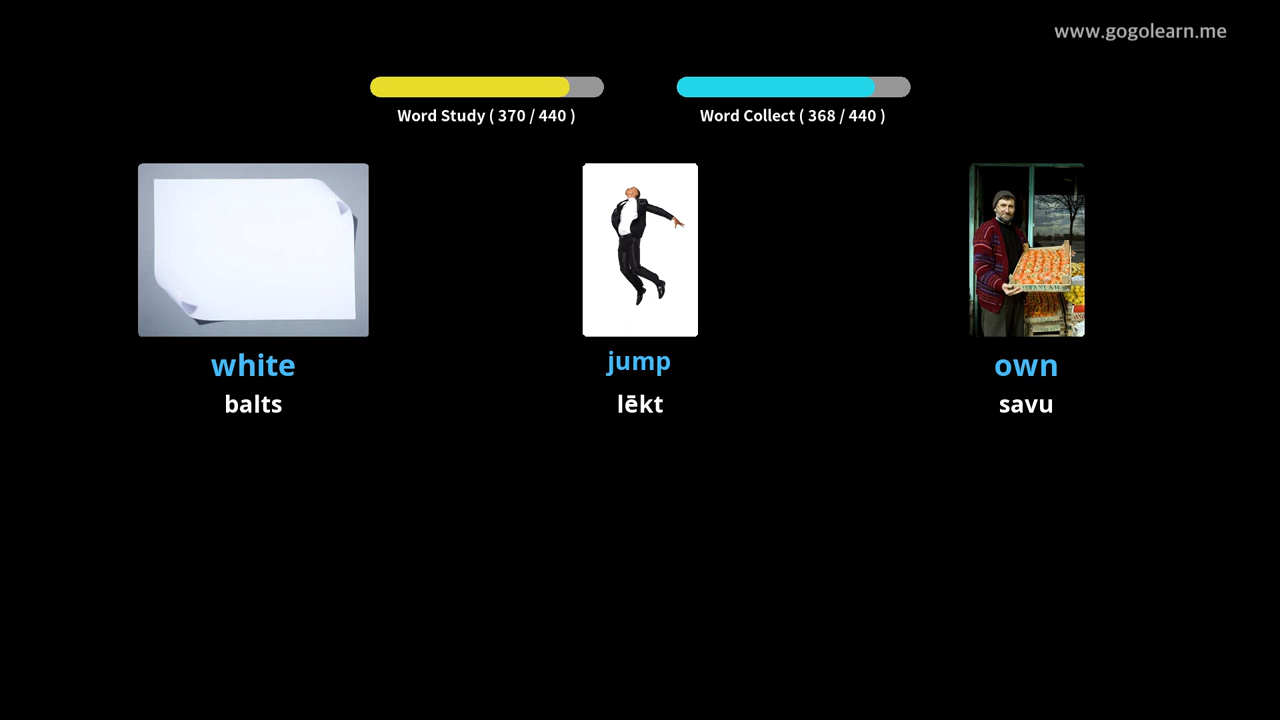 www.gogolearn.me
Word Study ( 370 / 440 )
Word Collect ( 368 / 440 )
white
balts
jump
lēkt
own
savu